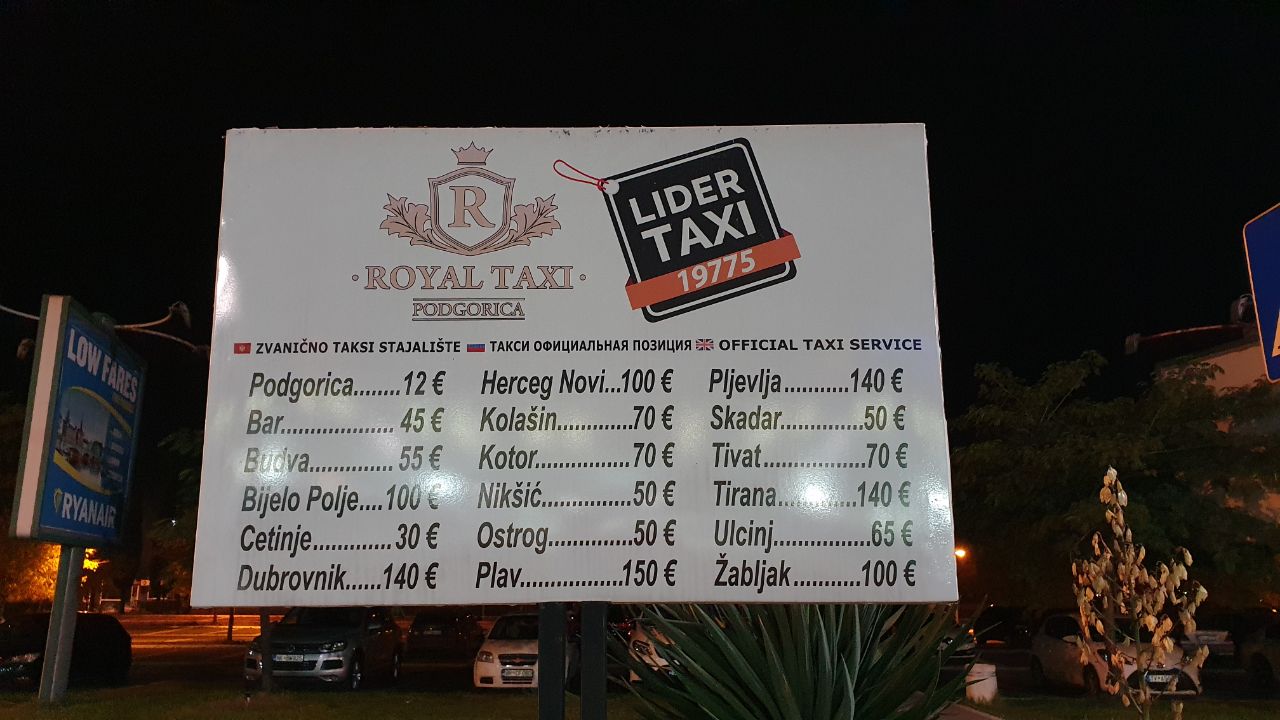 R
ROYAL TAXI
PODGORICA
LIDER
TAXI
19775
ZVANIČNO TAKSI STAJALIŠTE ТАКСИ ОФИЦИАЛЬНАЯ ПОЗИЦИЯ OFFICIAL TAXI SERVICE
Podgorica........12 € Herceg Novi...100 € Pljevlja...........140 €
Bar................... 45 € Kolašin.............70 € Skadar.............50 €
Budva.............. 55 € Kotor................70 € Tivat.................70 €
Bijelo Polje....100 € Nikšić...............50 € Tirana.............140 €
Cetinje............. 30 € Ostrog..............50 € Ulcinj................65 €
Dubrovnik......140 € Plav.................150 € Žabljak...........100 €
LOW FARES
RYANAIR